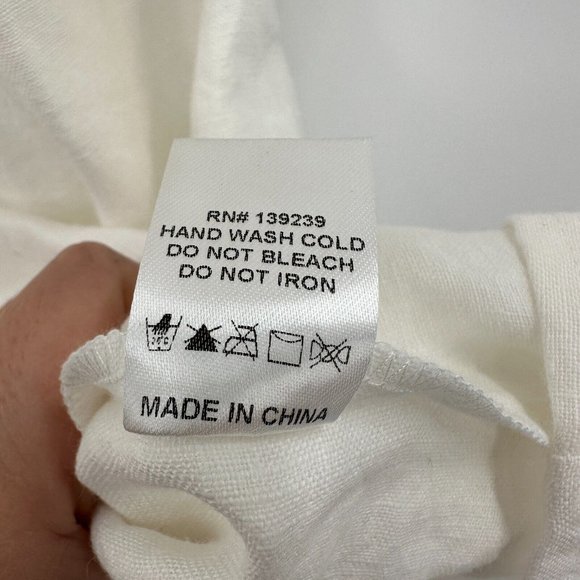 RN# 139239
HAND WASH COLD
DO NOT BLEACH
DO NOT IRON
MADE IN CHINA